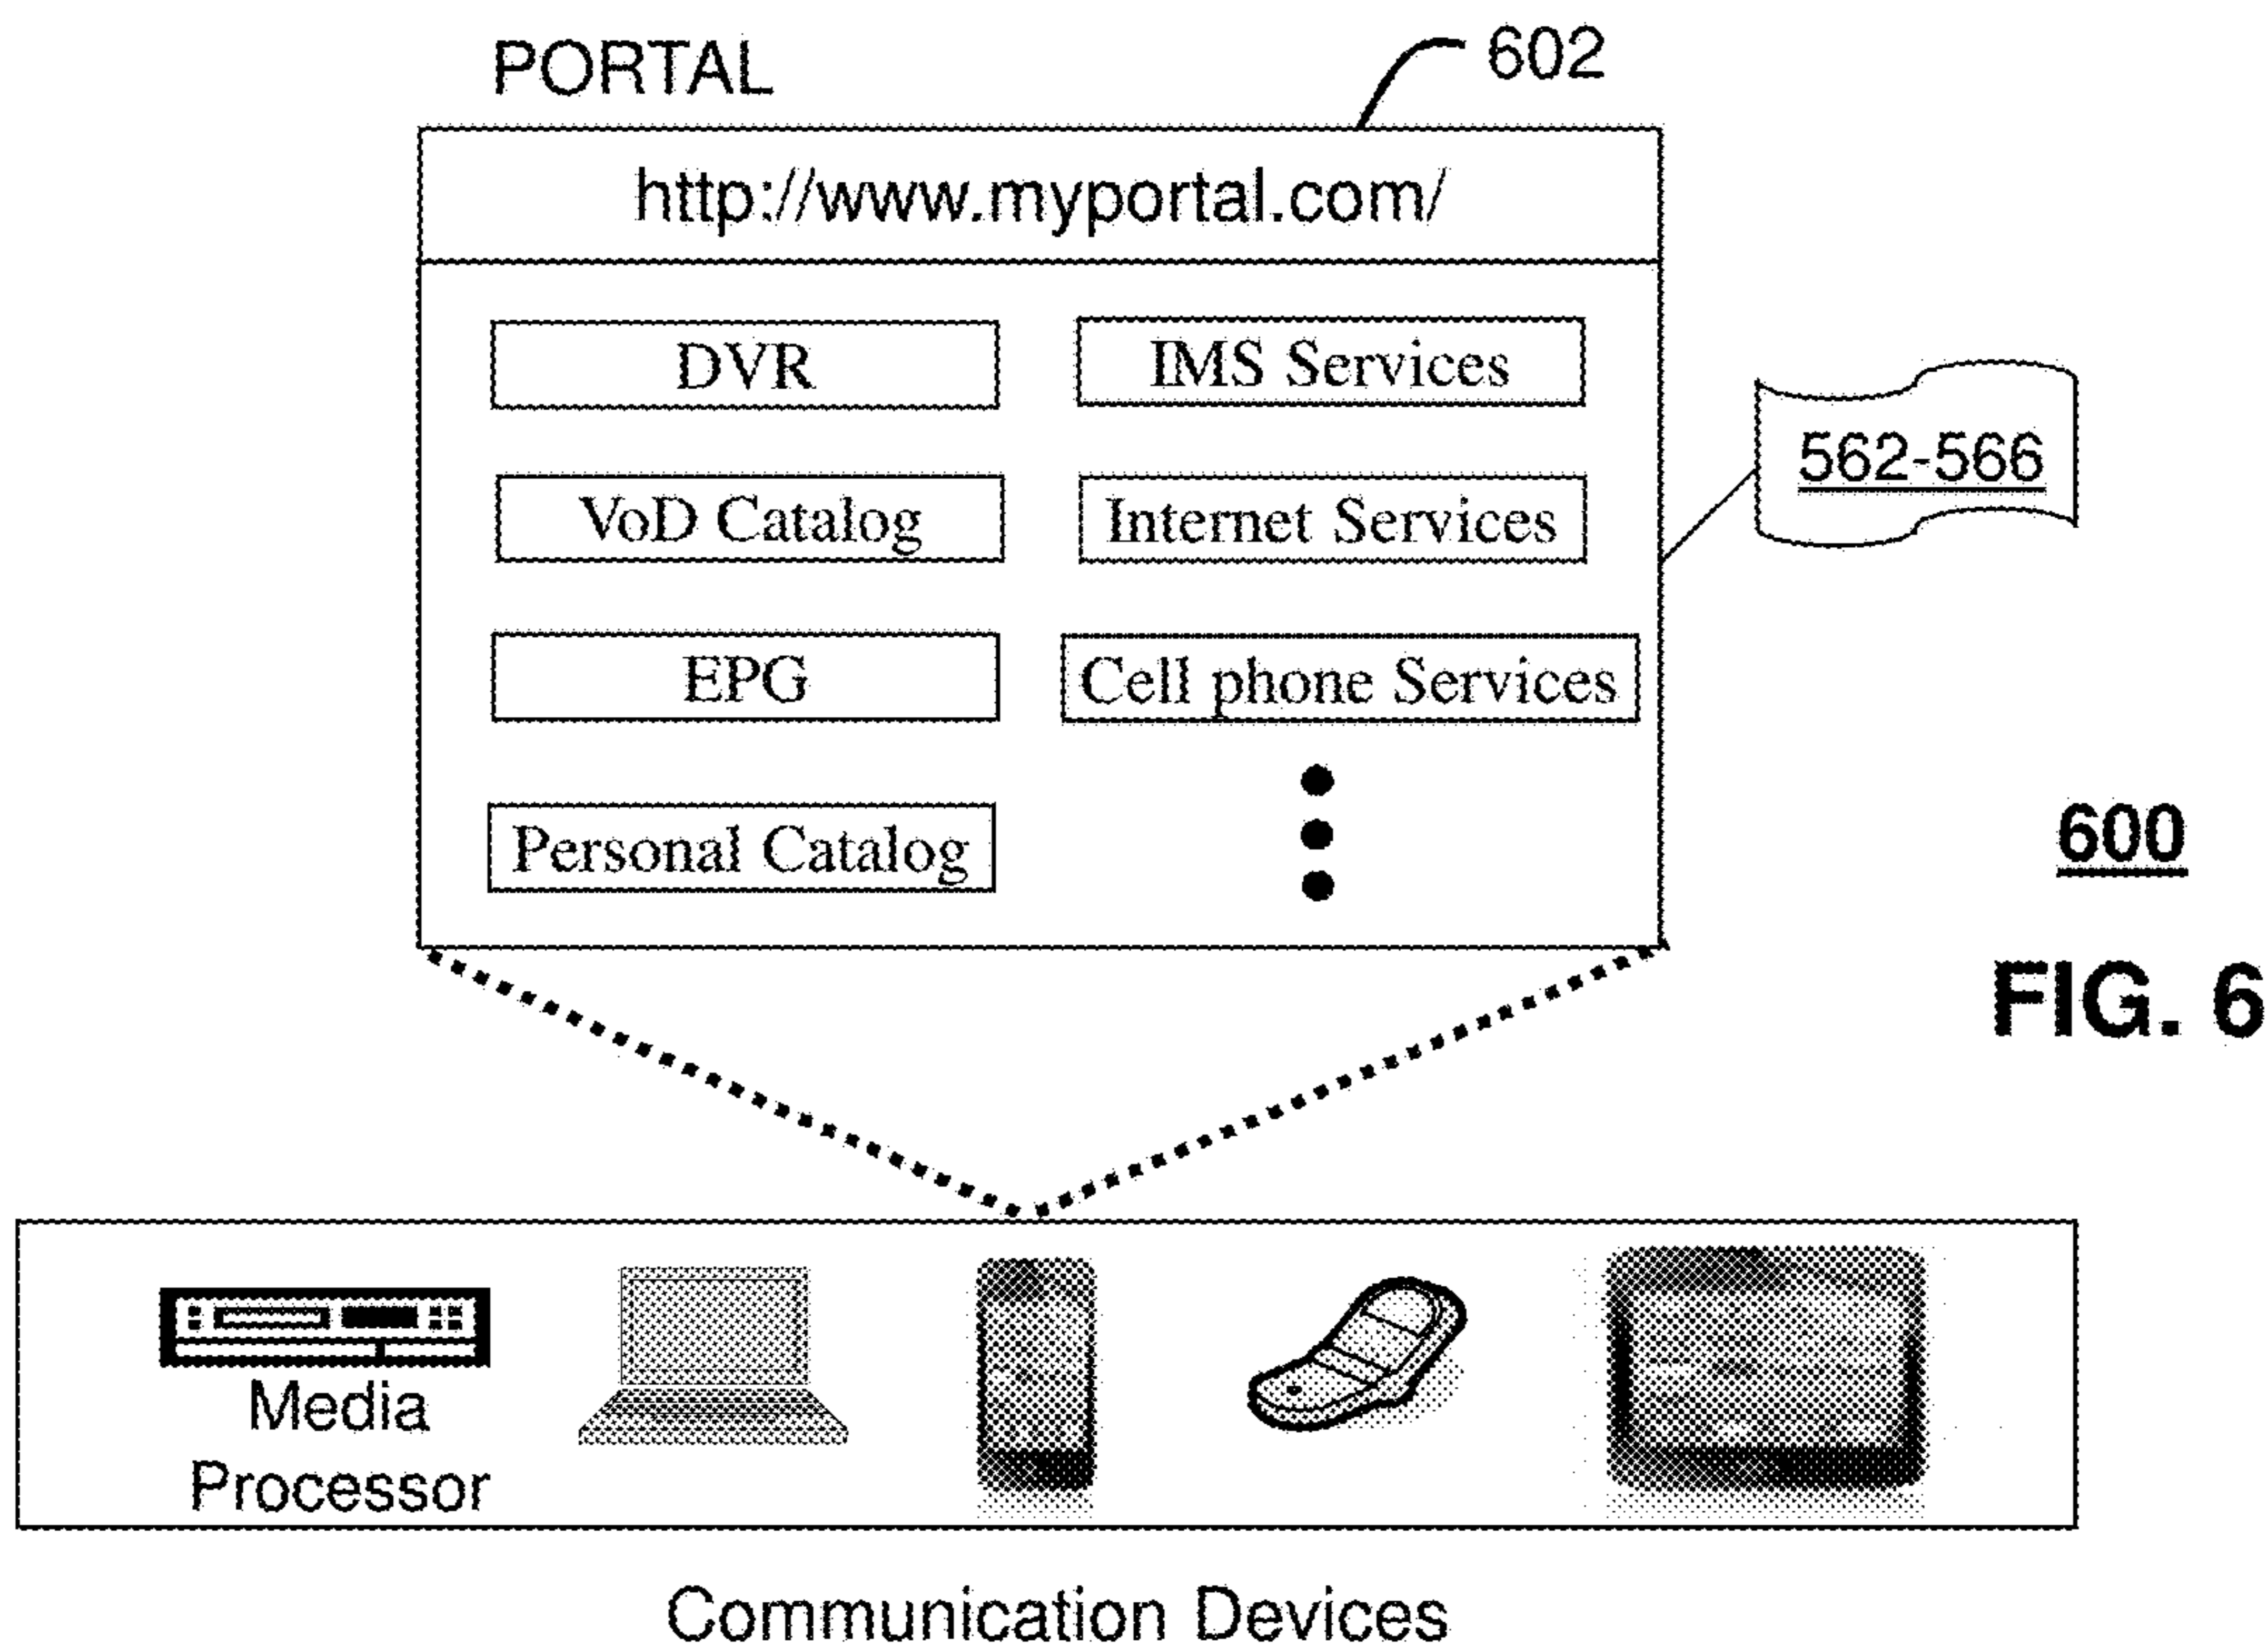 PORTAL
602
http://www.myportal.com/
DVR
IMS Services
VoD Catalog
Internet Services
562-566
EPG
Cell phone Services
Personal Catalog
600
FIG. 6
Media
Processor
Communication Devices